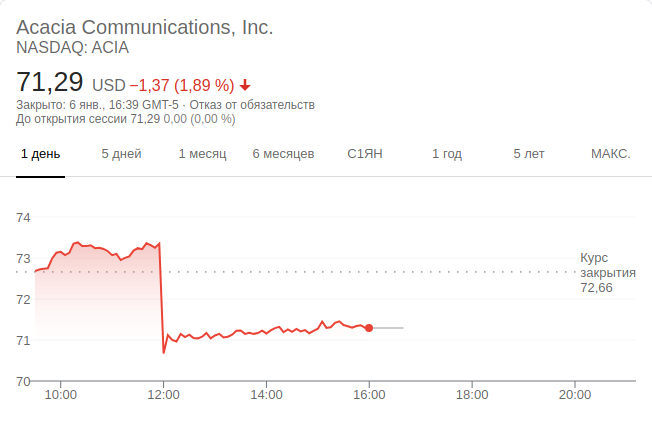 Acacia Communications, Inc.
NASDAQ: ACIA
71,29 USD −1,37 (1,89 %)
Закрыто: 6 янв., 16:39 GMT-5 · Отказ от обязательств
До открытия сессии 71,29 0,00 (0,00 %)
1 день 5 дней 1 месяц 6 месяцев С1ЯН 1 год 5 лет МАКС.
74
73
72
71
70
Курс
закрытия
72,66
10:00 12:00 14:00 16:00 18:00 20:00